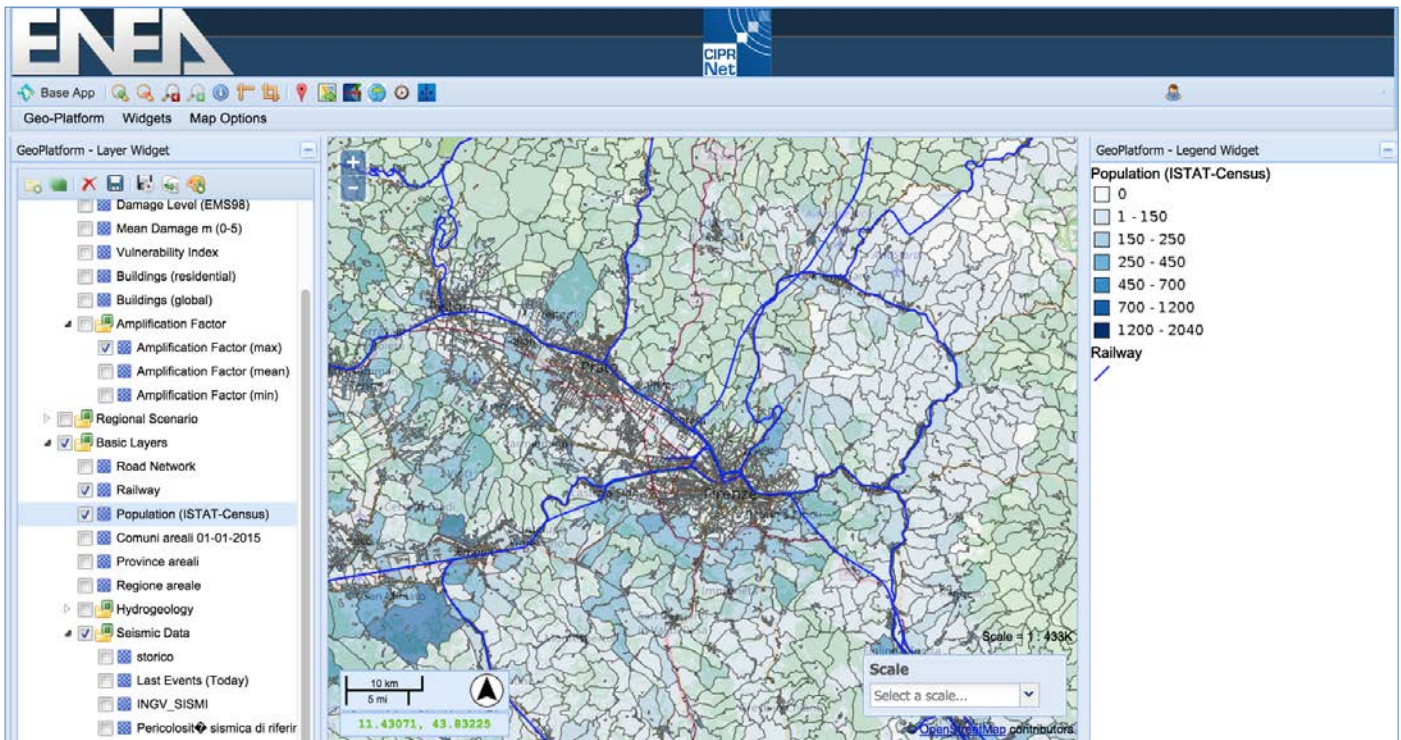 ENEA
CIPR
Net
Base App
Geo-Platform Widgets Map Options
GeoPlatform - Layer Widget
Damage Level (EMS98)
Mean Damage m (0-5)
Vulnerability Index
Buildings (residential)
Buildings (global)
Amplification Factor
Amplification Factor (max)
Amplification Factor (mean)
Amplification Factor (min)
Regional Scenario
Basic Layers
Road Network
Railway
Population (ISTAT-Census)
Comuni areali 01-01-2015
Province areali
Regione areale
Hydrogeology
Seismic Data
storico
Last Events (Today)
INGV_SISMI
Pericolosit� sismica di riferir
+
-
Prato
Firenze
Empoli
Scale = 1 : 433K
Scale
Select a scale...
10 km
5 mi
11.43071, 43.83225
© OpenStreetMap contributors
GeoPlatform - Legend Widget
Population (ISTAT-Census)
0
1 - 150
150 - 250
250 - 450
450 - 700
700 - 1200
1200 - 2040
Railway